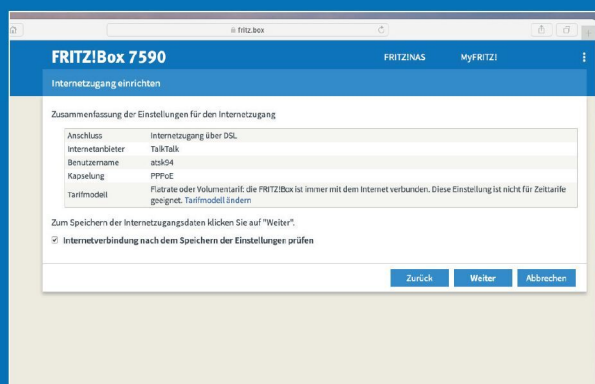 fritz.box
FRITZ!Box 7590
FRITZ!NAS
MyFRITZ!
Internetzugang einrichten
Zusammenfassung der Einstellungen für den Internetzugang
Anschluss Internetzugang über DSL
Internetanbieter TalkTalk
Benutzername atsk94
Kapselung PPPoE
Tarifmodell Flatrate oder Volumentarif: die FRITZ!Box ist immer mit dem Internet verbunden. Diese Einstellung ist nicht für Zeittarife
geeignet. Tarifmodell ändern
Zum Speichern der Internetzugangsdaten klicken Sie auf "Weiter".
Internetverbindung nach dem Speichern der Einstellungen prüfen
Zurück Weiter Abbrechen